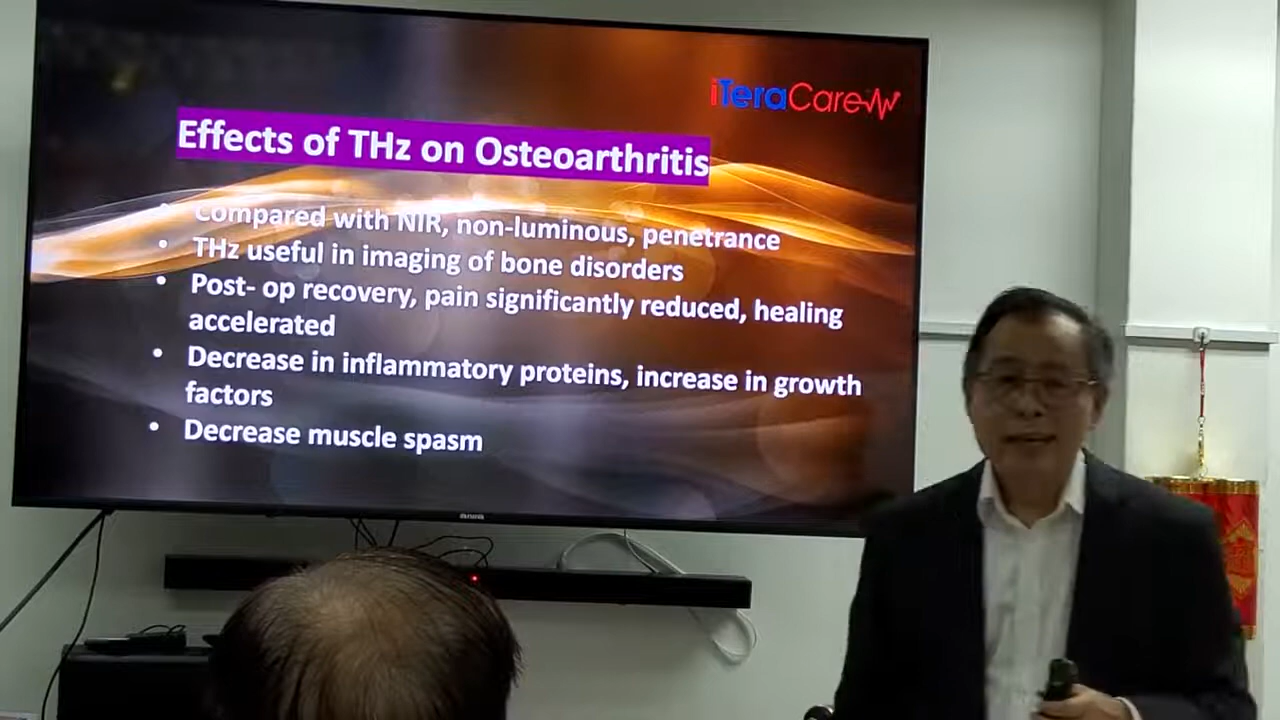 iTeraCare
Effects of THz on Osteoarthritis
• Compared with NIR, non-luminous, penetrance
• THz useful in imaging of bone disorders
• Post- op recovery, pain significantly reduced, healing
accelerated
• Decrease in inflammatory proteins, increase in growth
factors
• Decrease muscle spasm
aiwa